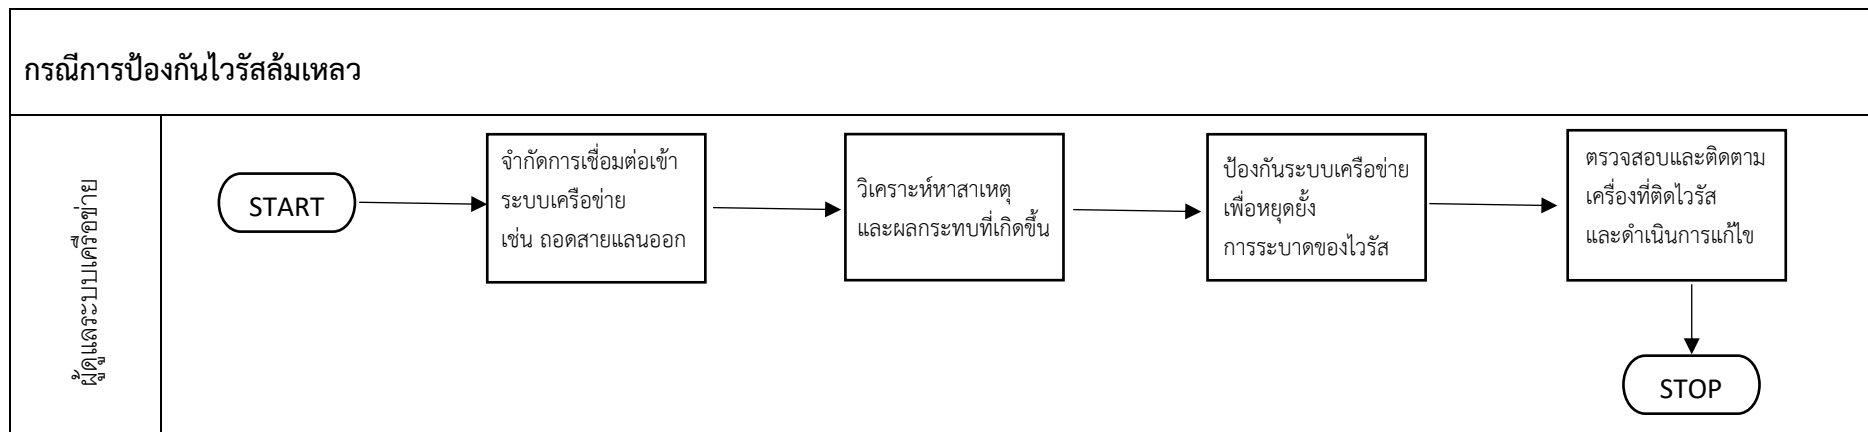 กรณีการป้องกันไวรัสล้มเหลว
ผู้ดูแลระบบเครือข่าย
START
จำกัดการเชื่อมต่อเข้า
ระบบเครือข่าย
เช่น ถอดสายแลนออก
วิเคราะห์หาสาเหตุ
และผลกระทบที่เกิดขึ้น
ป้องกันระบบเครือข่าย
เพื่อหยุดยั้ง
การระบาดของไวรัส
ตรวจสอบและติดตาม
เครื่องที่ติดไวรัส
และดำเนินการแก้ไข
STOP